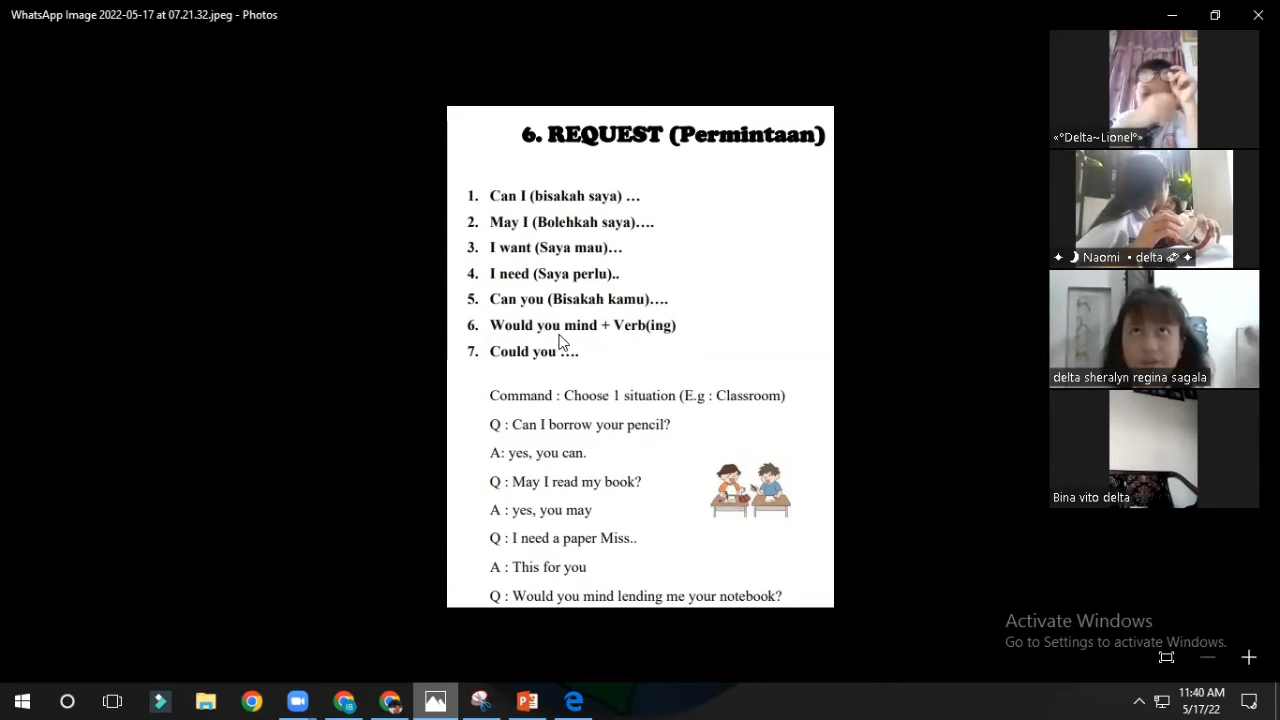 WhatsApp Image 2022-05-17 at 07.21.32.jpeg - Photos
6. REQUEST (Permintaan)
1. Can I (bisakah saya) …
2. May I (Bolehkah saya)….
3. I want (Saya mau)…
4. I need (Saya perlu)..
5. Can you (Bisakah kamu)….
6. Would you mind + Verb(ing)
7. Could you ….
Command : Choose 1 situation (E.g : Classroom)
Q : Can I borrow your pencil?
A: yes, you can.
Q : May I read my book?
A : yes, you may
Q : I need a paper Miss..
A : This for you
Q : Would you mind lending me your notebook?
«°Delta~Lionel°»
Naomi • delta
delta sheralyn regina sagala
Bina vito delta
Activate Windows
Go to Settings to activate Windows.
11:40 AM
5/17/22